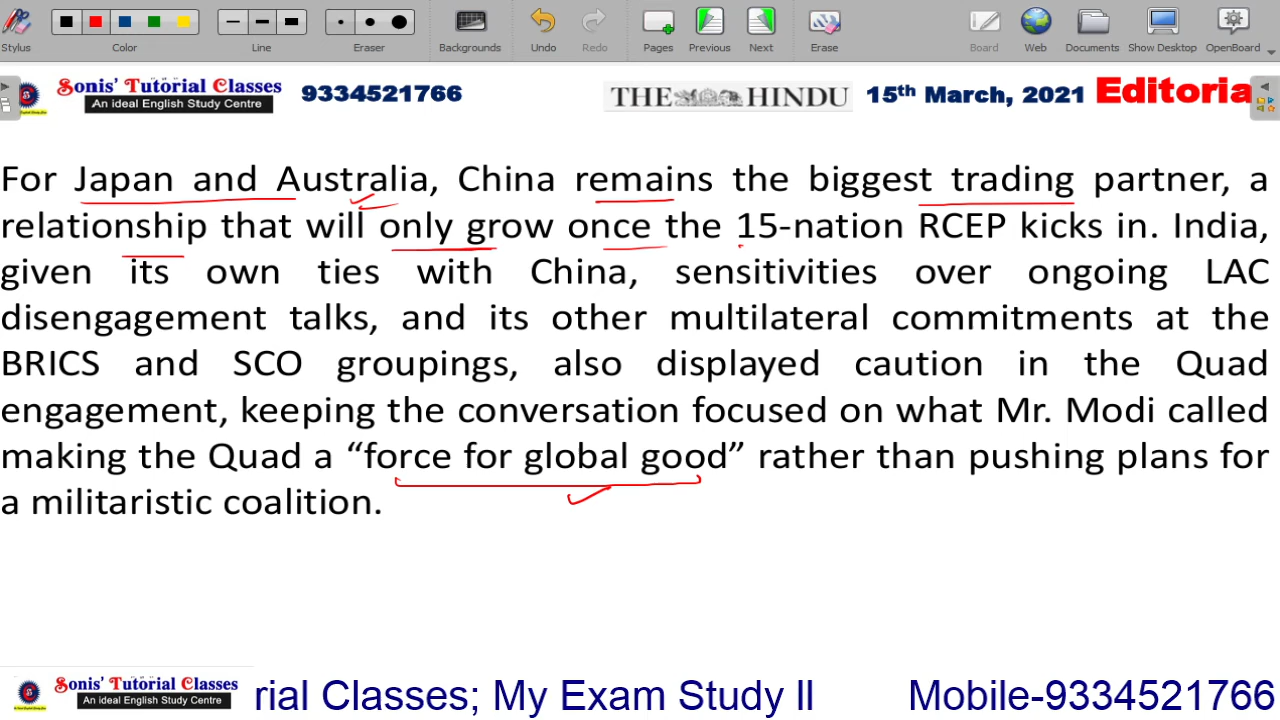 Stylus
Color
Line
Eraser
Backgrounds
Undo
Redo
Pages
Previous
Next
Erase
Board
Web
Documents
Show Desktop
OpenBoard
Sonis' Tutorial Classes
An ideal English Study Centre
9334521766
THE HINDU
15th March, 2021
Editoria
For Japan and Australia, China remains the biggest trading partner, a
relationship that will only grow once the 15-nation RCEP kicks in. India,
given its own ties with China, sensitivities over ongoing LAC
disengagement talks, and its other multilateral commitments at the
BRICS and SCO groupings, also displayed caution in the Quad
engagement, keeping the conversation focused on what Mr. Modi called
making the Quad a “force for global good” rather than pushing plans for
a militaristic coalition.
Sonis' Tutorial Classes
An ideal English Study Centre
rial Classes; My Exam Study II
Mobile-9334521766